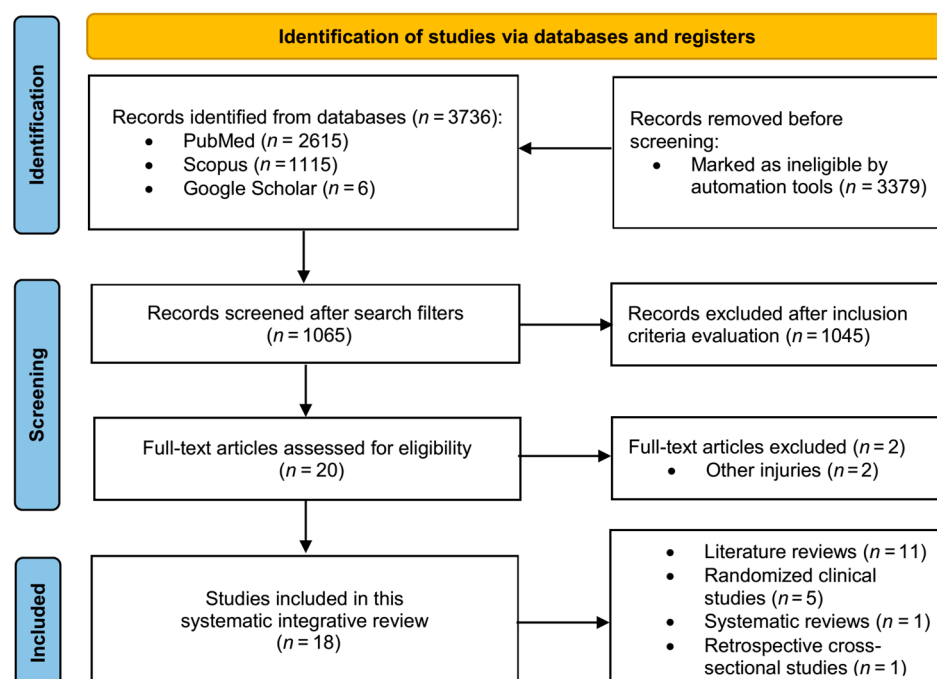 Identification of studies via databases and registers
Identification
Records identified from databases (n = 3736):
• PubMed (n = 2615)
• Scopus (n = 1115)
• Google Scholar (n = 6)
Records removed before
screening:
• Marked as ineligible by
automation tools (n = 3379)
Screening
Records screened after search filters
(n = 1065)
Records excluded after inclusion
criteria evaluation (n = 1045)
Full-text articles assessed for eligibility
(n = 20)
Full-text articles excluded (n = 2)
• Other injuries (n = 2)
Included
Studies included in this
systematic integrative review
(n = 18)
• Literature reviews (n = 11)
• Randomized clinical
studies (n = 5)
• Systematic reviews (n = 1)
• Retrospective cross-
sectional studies (n = 1)